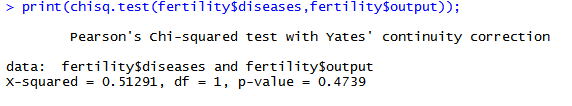 > print(chisq.test(fertility$diseases,fertility$output));
Pearson's Chi-squared test with Yates' continuity correction
data:  fertility$diseases and fertility$output
X-squared = 0.51291, df = 1, p-value = 0.4739